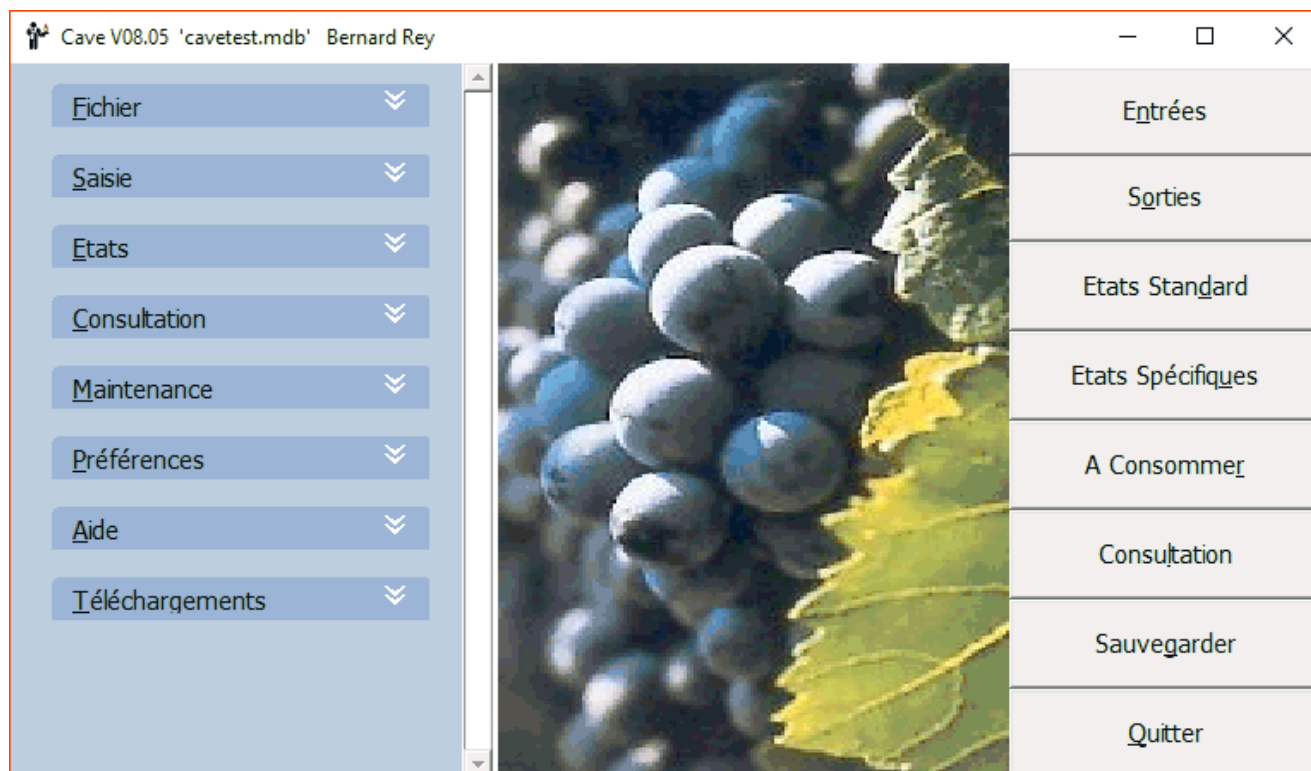 Cave V08.05 'cavetest.mdb' Bernard Rey
Fichier
Saisie
Etats
Consultation
Maintenance
Préférences
Aide
Téléchargements
Entrées
Sorties
Etats Standard
Etats Spécifiques
A Consommer
Consultation
Sauvegarder
Quitter